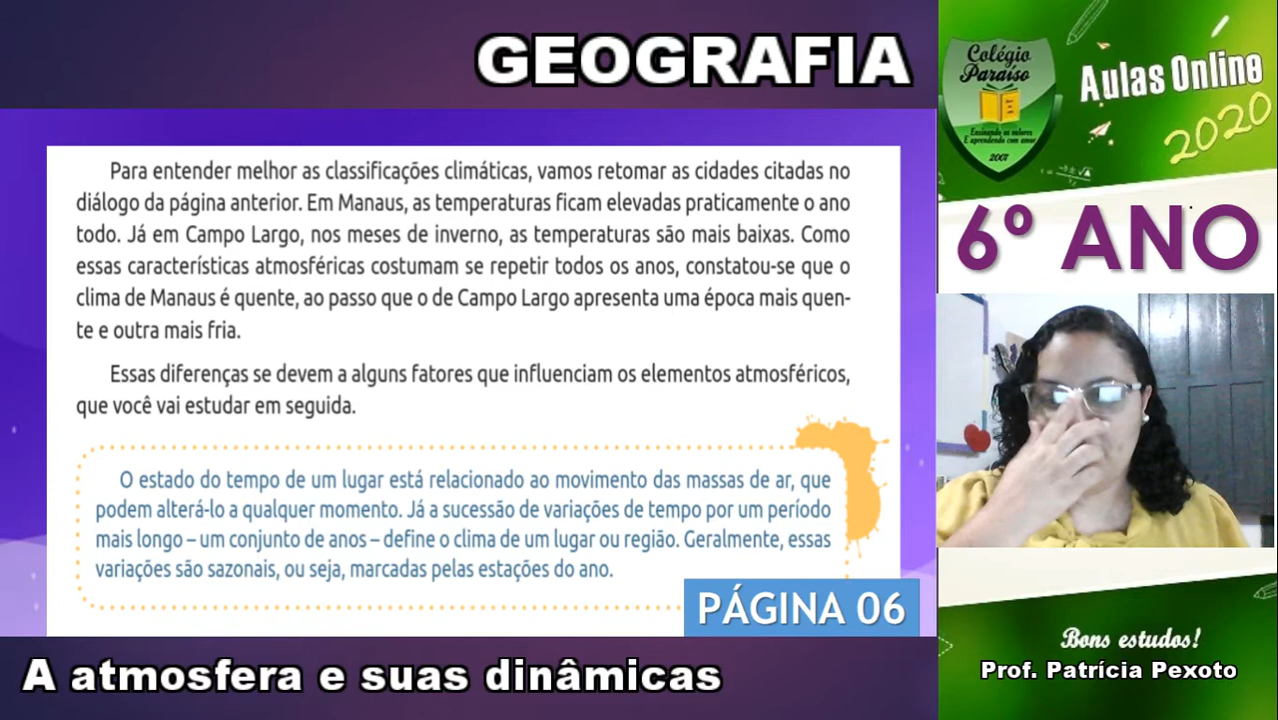 GEOGRAFIA
Para entender melhor as classificações climáticas, vamos retomar as cidades citadas no
diálogo da página anterior. Em Manaus, as temperaturas ficam elevadas praticamente o ano
todo. Já em Campo Largo, nos meses de inverno, as temperaturas são mais baixas. Como
essas características atmosféricas costumam se repetir todos os anos, constatou-se que o
clima de Manaus é quente, ao passo que o de Campo Largo apresenta uma época mais quen-
te e outra mais fria.
Essas diferenças se devem a alguns fatores que influenciam os elementos atmosféricos,
que você vai estudar em seguida.
O estado do tempo de um lugar está relacionado ao movimento das massas de ar, que
podem alterá-lo a qualquer momento. Já a sucessão de variações de tempo por um período
mais longo – um conjunto de anos – define o clima de um lugar ou região. Geralmente, essas
variações são sazonais, ou seja, marcadas pelas estações do ano.
PÁGINA 06
A atmosfera e suas dinâmicas
Colégio
Paraíso
Ensinando os valores
E aprendendo com amor
2007
Aulas Online
2020
6º ANO
Bons estudos!
Prof. Patrícia Pexoto